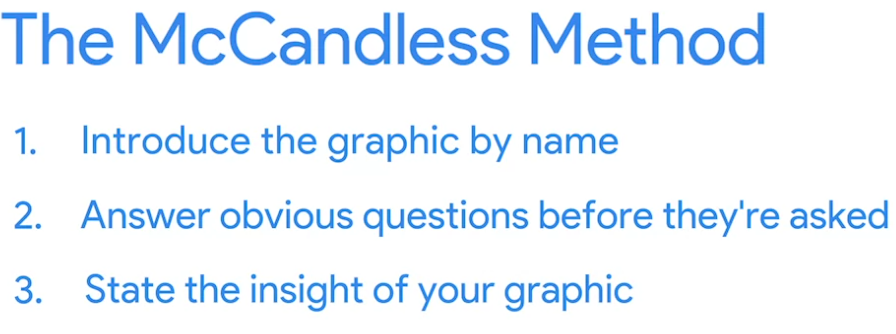 The McCandless Method
1. Introduce the graphic by name
2. Answer obvious questions before they're asked
3. State the insight of your graphic